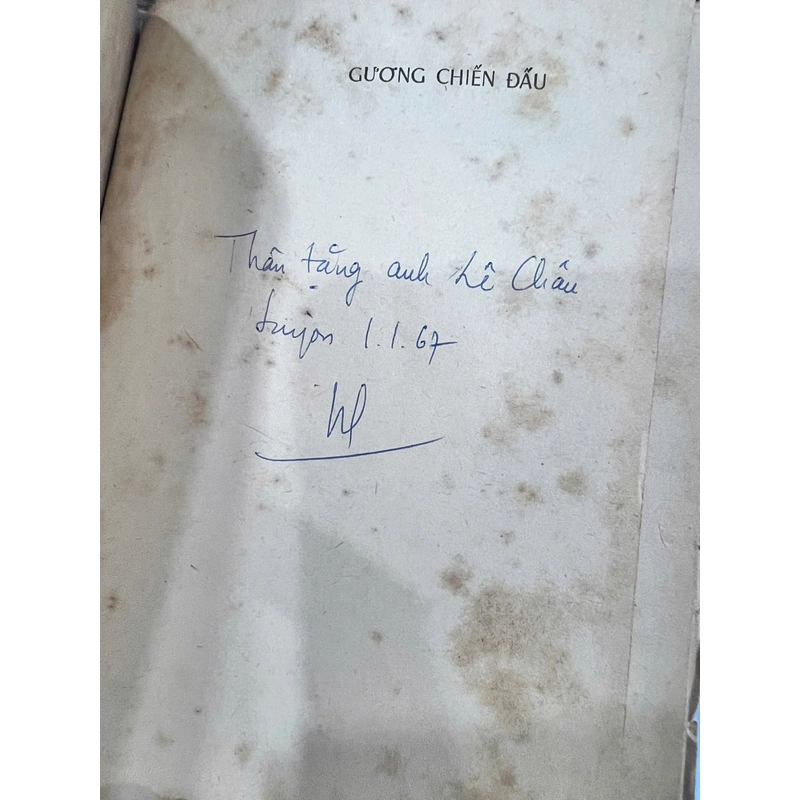 GƯƠNG CHIẾN ĐẤU
Thân tặng anh Lê Châu
1.1.67